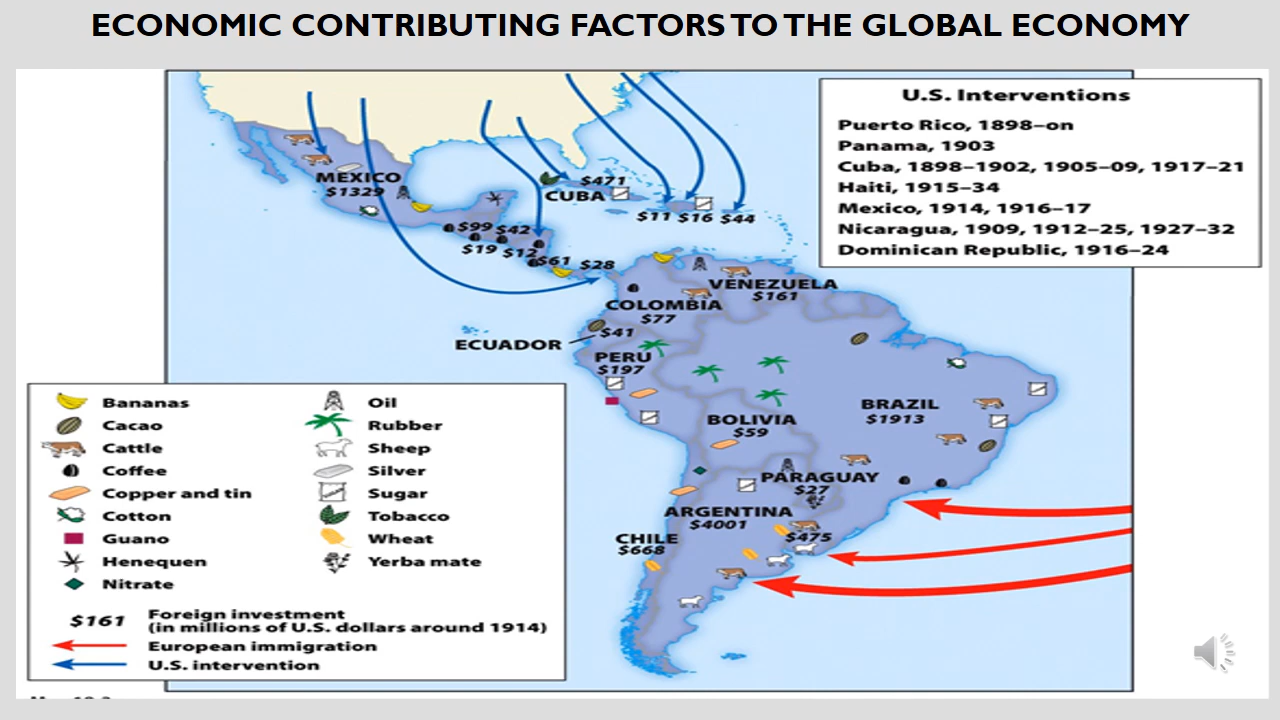 ECONOMIC CONTRIBUTING FACTORS TO THE GLOBAL ECONOMY
U.S. Interventions
Puerto Rico, 1898–on
Panama, 1903
Cuba, 1898–1902, 1905–09, 1917–21
Haiti, 1915–34
Mexico, 1914, 1916–17
Nicaragua, 1909, 1912–25, 1927–32
Dominican Republic, 1916–24
MEXICO
$1329
$471
CUBA
$11 $16 $44
$99 $42
$19 $12
$61 $28
VENEZUELA
$161
COLOMBIA
$77
$41
ECUADOR
PERU
$197
BRAZIL
$1913
BOLIVIA
$59
PARAGUAY
$27
ARGENTINA
$4001
$475
CHILE
$668
Bananas
Cacao
Cattle
Coffee
Copper and tin
Cotton
Guano
Henequen
Nitrate
Oil
Rubber
Sheep
Silver
Sugar
Tobacco
Wheat
Yerba mate
$161 Foreign investment
(in millions of U.S. dollars around 1914)
European immigration
U.S. intervention